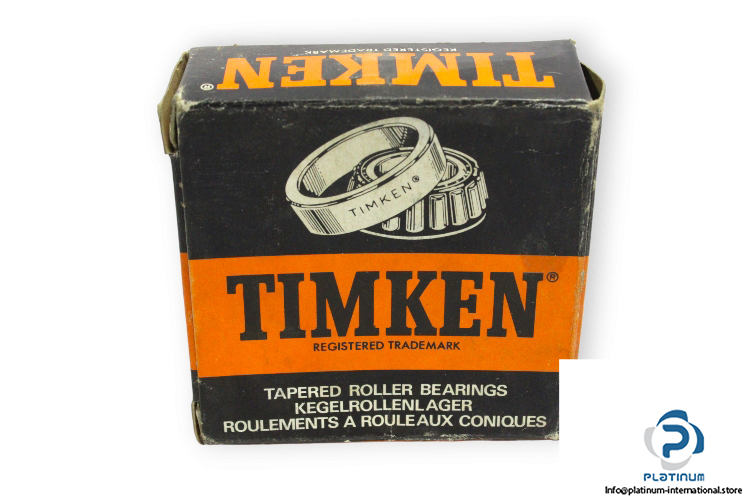 REGISTERED TRADEMARK
TIMKEN®
TIMKEN®
TIMKEN®
REGISTERED TRADEMARK
TAPERED ROLLER BEARINGS
KEGELROLLENLAGER
ROULEMENTS A ROULEAUX CONIQUES
PLATINUM
Info@platinum-international.store